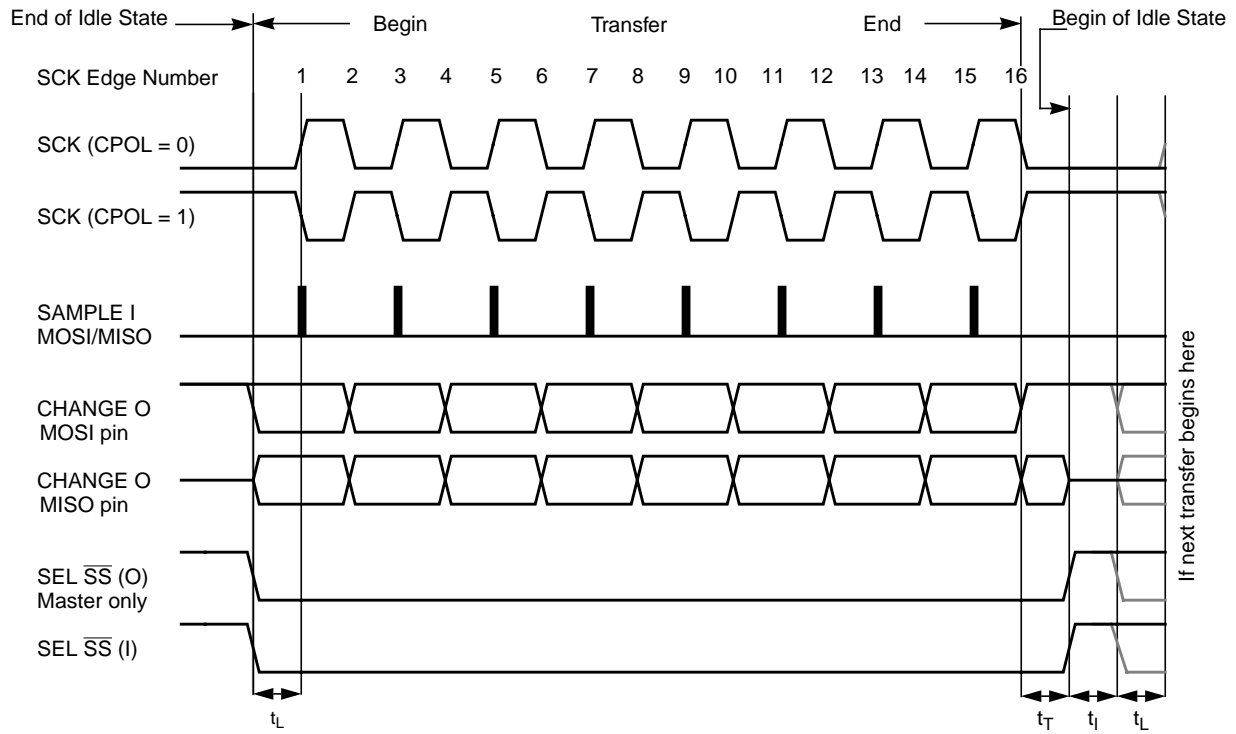 End of Idle State
Begin
Transfer
End
Begin of Idle State
SCK Edge Number
1 2 3 4 5 6 7 8 9 10 11 12 13 14 15 16
SCK (CPOL = 0)
SCK (CPOL = 1)
SAMPLE I
MOSI/MISO
CHANGE O
MOSI pin
CHANGE O
MISO pin
SEL S̅S̅ (O)
Master only
SEL S̅S̅ (I)
If next transfer begins here
tL
tT
tI
tL